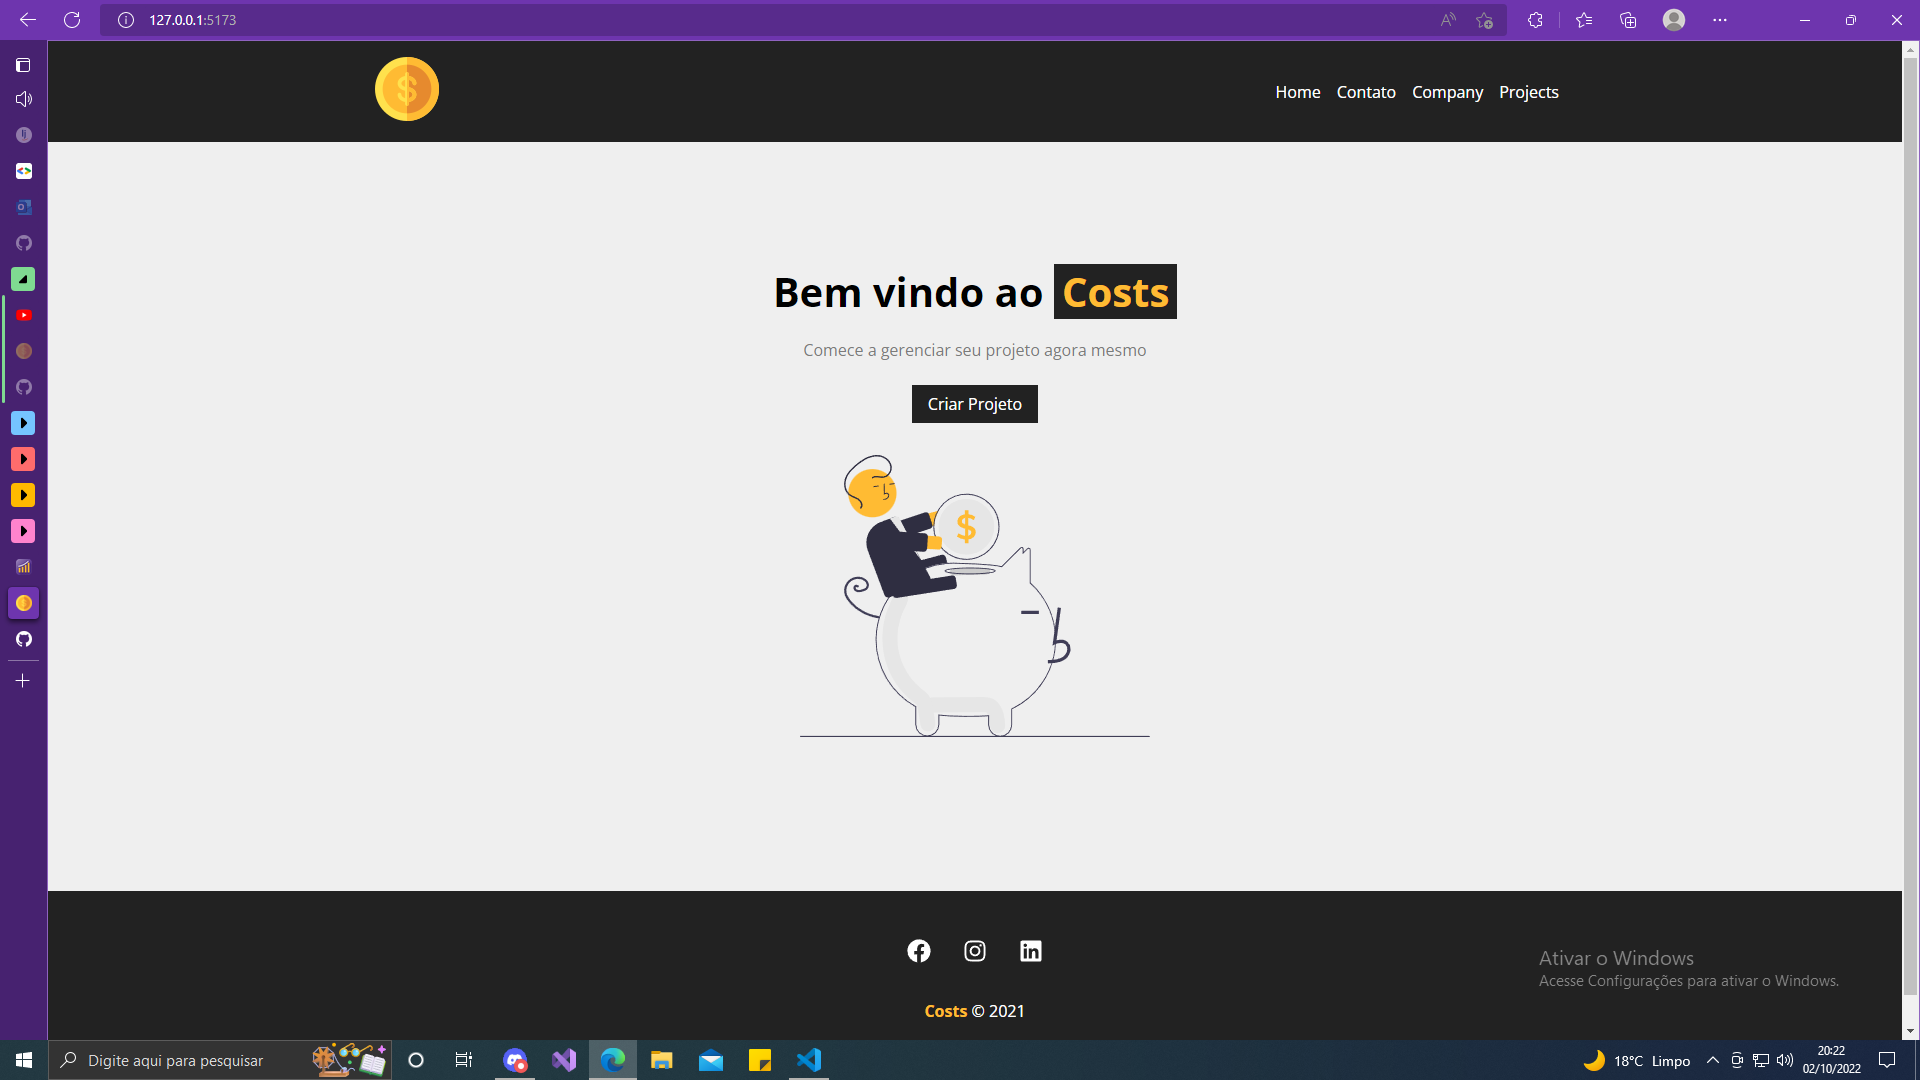 127.0.0.1:5173
$
Home Contato Company Projects
Bem vindo ao Costs
Comece a gerenciar seu projeto agora mesmo
Criar Projeto
$
Ativar o Windows
Acesse Configurações para ativar o Windows.
Costs © 2021
Digite aqui para pesquisar
18°C Limpo
20:22
02/10/2022